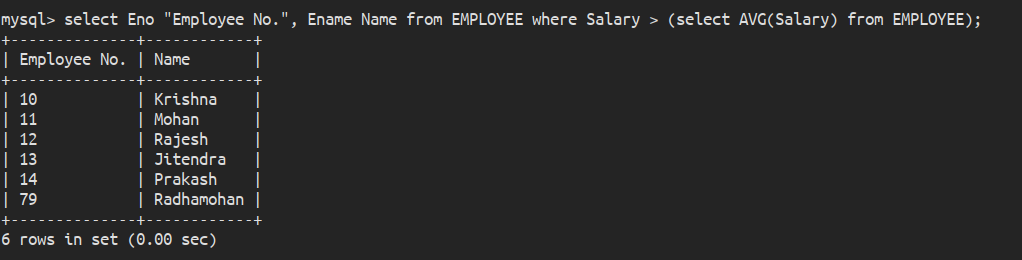 mysql> select Eno "Employee No.", Ename Name from EMPLOYEE where Salary > (select AVG(Salary) from EMPLOYEE);
+--------------+------------+
| Employee No. | Name       |
+--------------+------------+
| 10           | Krishna    |
| 11           | Mohan      |
| 12           | Rajesh     |
| 13           | Jitendra   |
| 14           | Prakash    |
| 79           | Radhamohan |
+--------------+------------+
6 rows in set (0.00 sec)